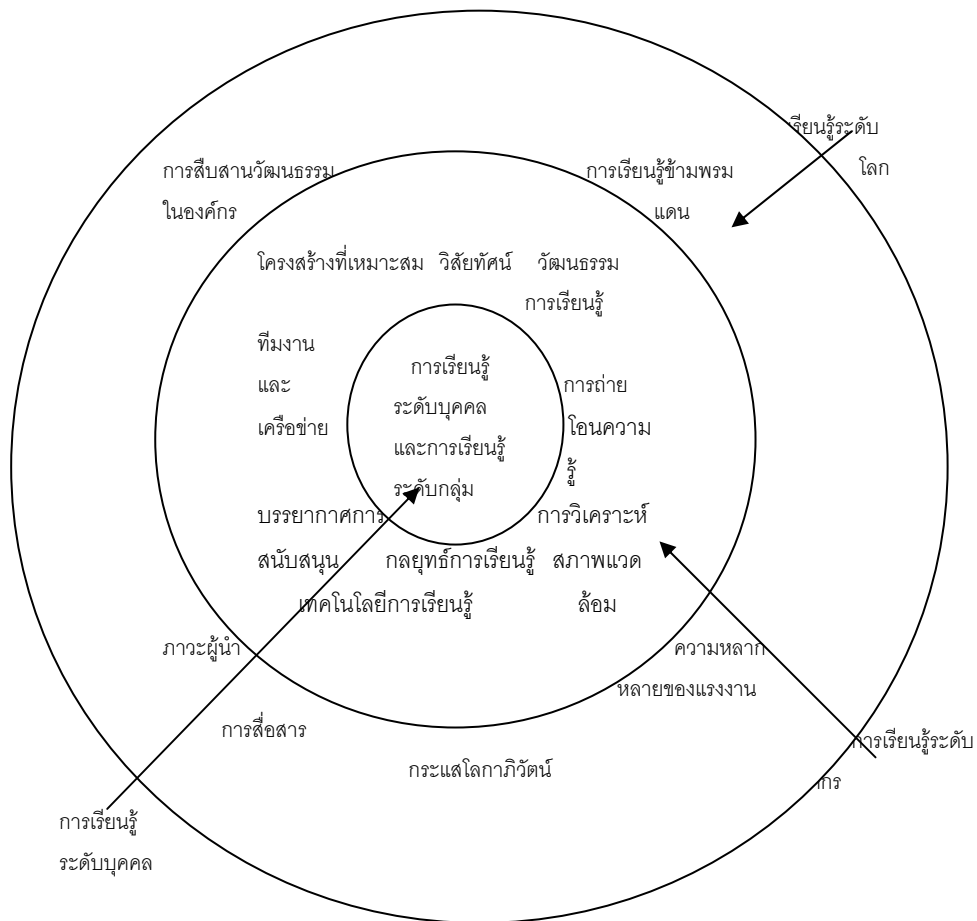 เรียนรู้ระดับ
โลก
การสืบสานวัฒนธรรม
ในองค์กร
การเรียนรู้ข้ามพรม
แดน
โครงสร้างที่เหมาะสม วิสัยทัศน์ วัฒนธรรม
การเรียนรู้
ทีมงาน
และ
เครือข่าย
การเรียนรู้
ระดับบุคคล
และการเรียนรู้
ระดับกลุ่ม
การถ่าย
โอนความ
รู้
บรรยากาศการ
สนับสนุน
กลยุทธ์การเรียนรู้
เทคโนโลยีการเรียนรู้
การวิเคราะห์
สภาพแวด
ล้อม
ภาวะผู้นำ
ความหลาก
หลายของแรงงาน
การสื่อสาร
กระแสโลกาภิวัตน์
การเรียนรู้ระดับ
กร
การเรียนรู้
ระดับบุคคล